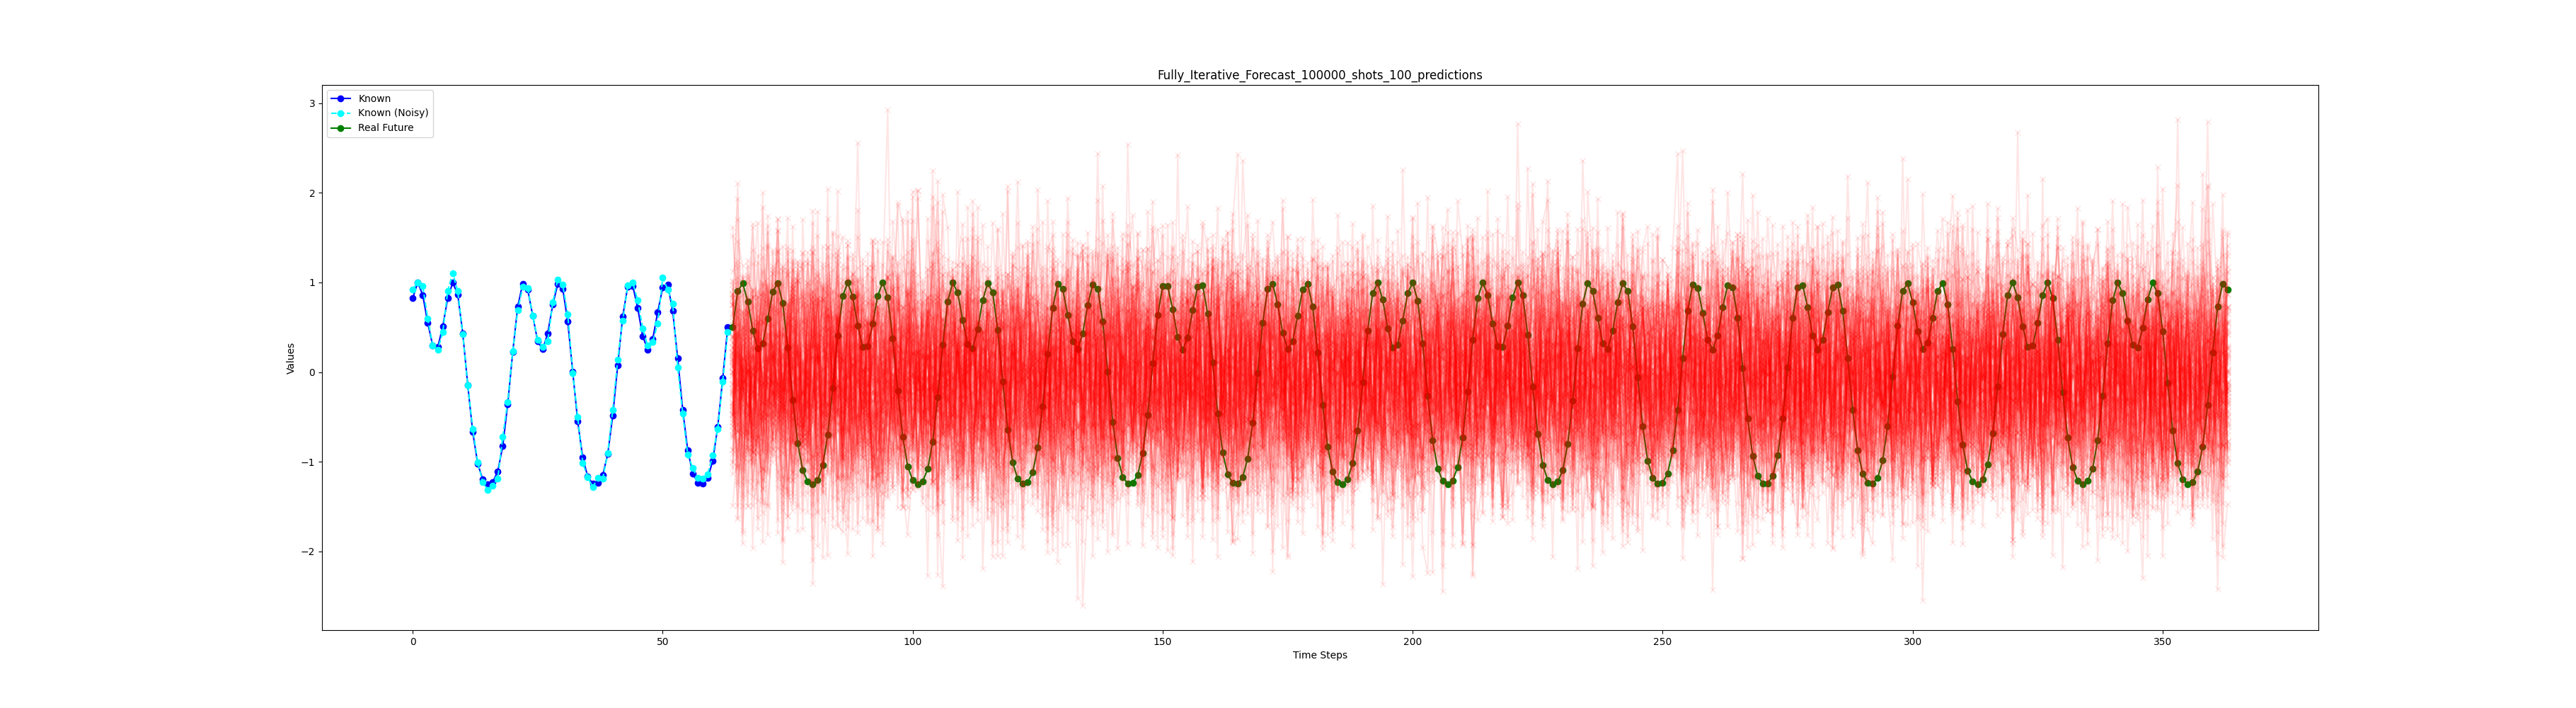 Fully_Iterative_Forecast_100000_shots_100_predictions
Known
Known (Noisy)
Real Future
3
2
1
0
−1
−2
Values
0
50
100
150
200
250
300
350
Time Steps